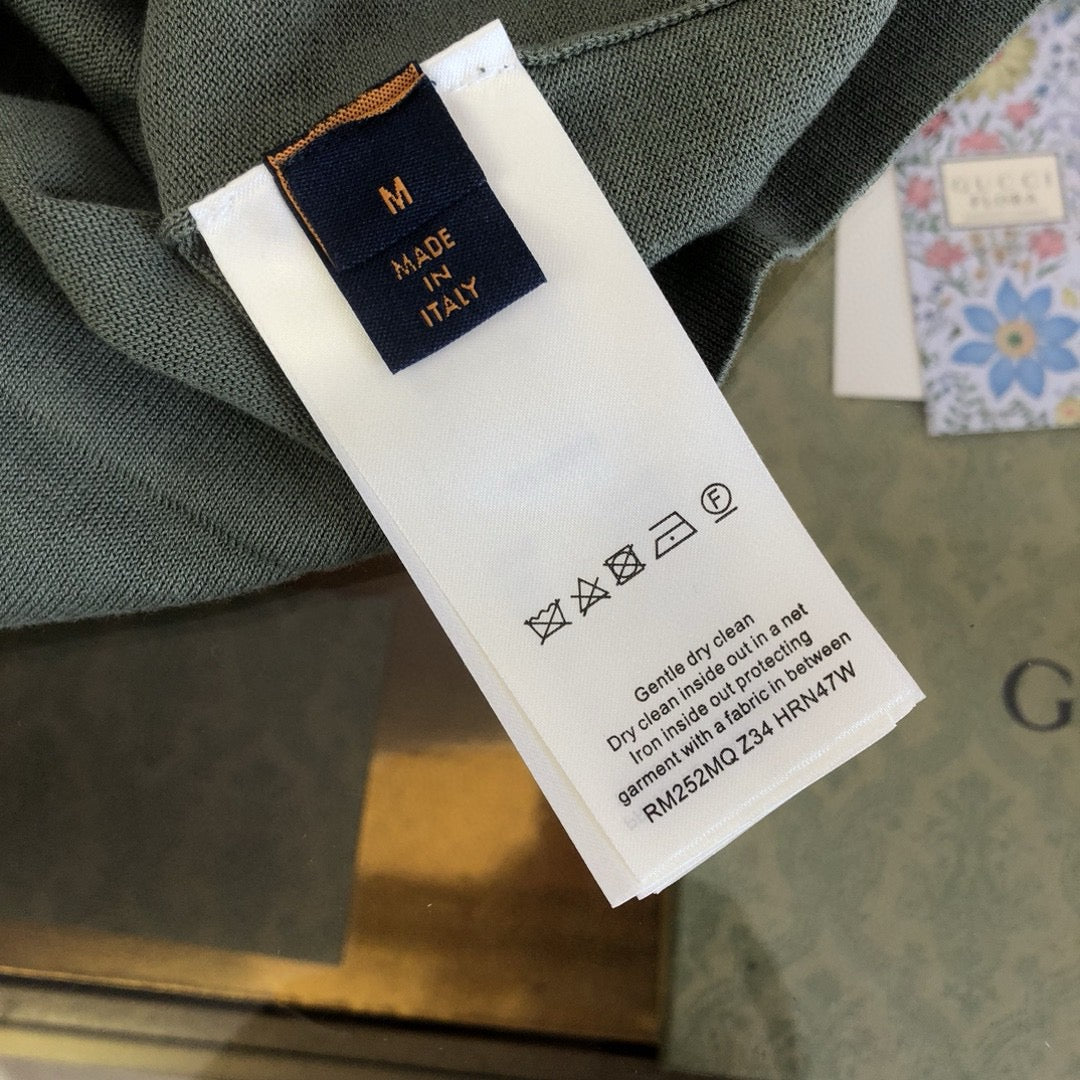 M
MADE
IN
ITALY
F
Gentle dry clean
Dry clean inside out in a net
Iron inside out protecting
garment with a fabric in between
RM252MQ Z34 HRN47W
GUCCI
FLORA
G